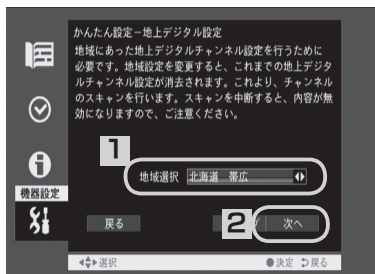 かんたん設定－地上デジタル設定
地域にあった地上デジタルチャンネル設定を行うために
必要です。地域設定を変更すると、これまでの地上デジタ
ルチャンネル設定が消去されます。これより、チャンネル
のスキャンを行います。スキャンを中断すると、内容が無
効になりますので、ご注意ください。
1
地域選択 北海道 帯広
機器設定
戻る 2 次へ
選択 ●決定 戻る